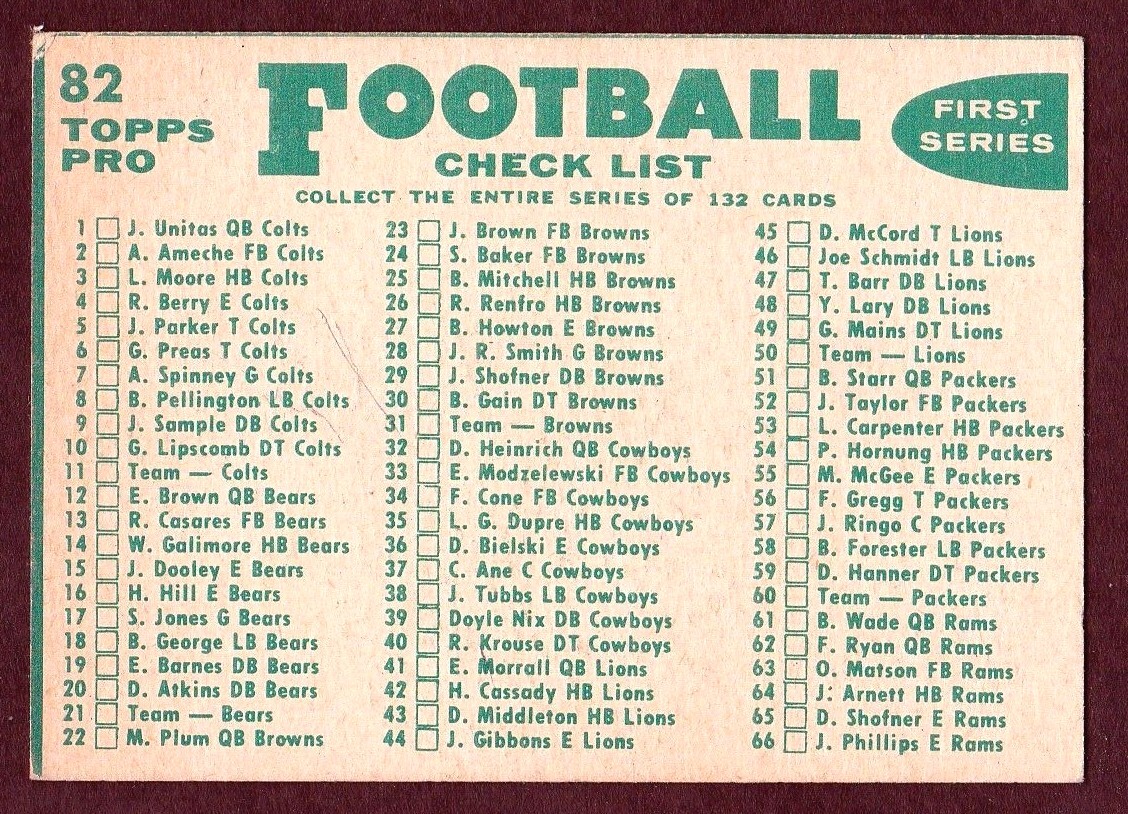 82
TOPPS
PRO
FOOTBALL
CHECK LIST
FIRST
SERIES
COLLECT THE ENTIRE SERIES OF 132 CARDS
1 J. Unitas QB Colts
2 A. Ameche FB Colts
3 L. Moore HB Colts
4 R. Berry E Colts
5 J. Parker T Colts
6 G. Preas T Colts
7 A. Spinney G Colts
8 B. Pellington LB Colts
9 J. Sample DB Colts
10 G. Lipscomb DT Colts
11 Team — Colts
12 E. Brown QB Bears
13 R. Casares FB Bears
14 W. Galimore HB Bears
15 J. Dooley E Bears
16 H. Hill E Bears
17 S. Jones G Bears
18 B. George LB Bears
19 E. Barnes DB Bears
20 D. Atkins DB Bears
21 Team — Bears
22 M. Plum QB Browns
23 J. Brown FB Browns
24 S. Baker FB Browns
25 B. Mitchell HB Browns
26 R. Renfro HB Browns
27 B. Howton E Browns
28 J. R. Smith G Browns
29 J. Shofner DB Browns
30 B. Gain DT Browns
31 Team — Browns
32 D. Heinrich QB Cowboys
33 E. Modzelewski FB Cowboys
34 F. Cone FB Cowboys
35 L. G. Dupre HB Cowboys
36 D. Bielski E Cowboys
37 C. Ane C Cowboys
38 J. Tubbs LB Cowboys
39 Doyle Nix DB Cowboys
40 R. Krouse DT Cowboys
41 E. Morrall QB Lions
42 H. Cassady HB Lions
43 D. Middleton HB Lions
44 J. Gibbons E Lions
45 D. McCord T Lions
46 Joe Schmidt LB Lions
47 T. Barr DB Lions
48 Y. Lary DB Lions
49 G. Mains DT Lions
50 Team — Lions
51 B. Starr QB Packers
52 J. Taylor FB Packers
53 L. Carpenter HB Packers
54 P. Hornung HB Packers
55 M. McGee E Packers
56 F. Gregg T Packers
57 J. Ringo C Packers
58 B. Forester LB Packers
59 D. Hanner DT Packers
60 Team — Packers
61 B. Wade QB Rams
62 F. Ryan QB Rams
63 O. Matson FB Rams
64 J. Arnett HB Rams
65 D. Shofner E Rams
66 J. Phillips E Rams